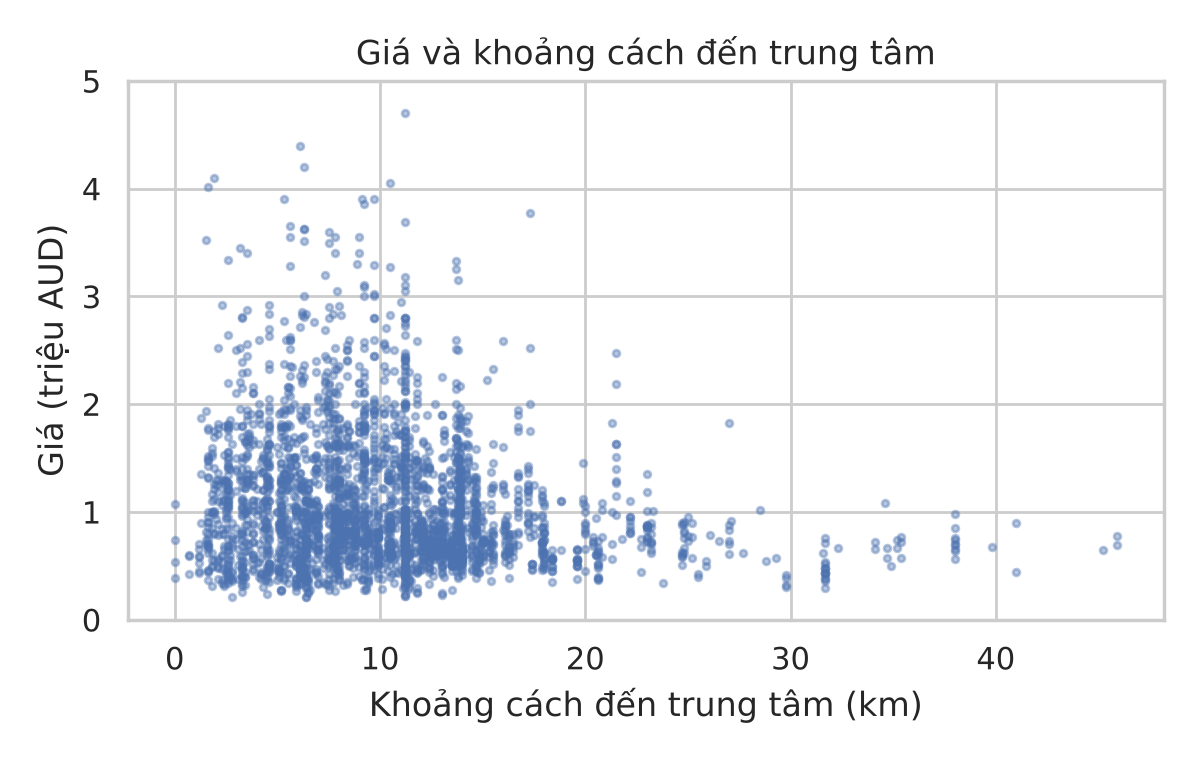 Giá và khoảng cách đến trung tâm
5
4
3
2
1
0
Giá (triệu AUD)
0 10 20 30 40
Khoảng cách đến trung tâm (km)